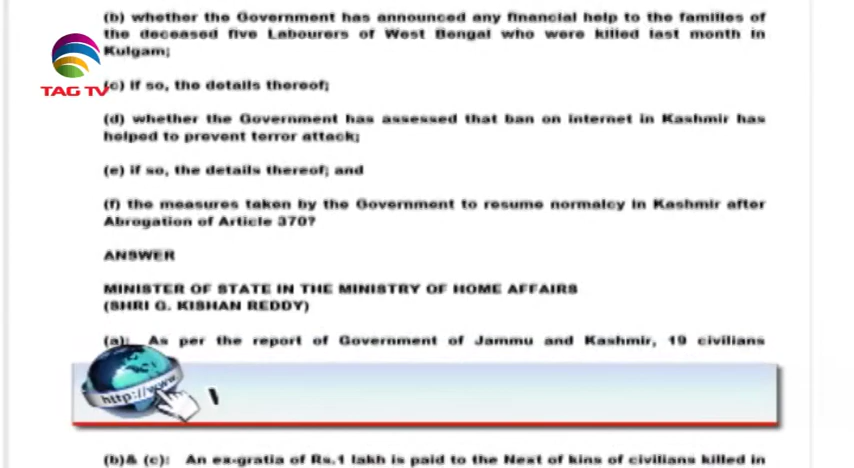 (b) whether the Government has announced any financial help to the families of
the deceased five Labourers of West Bengal who were killed last month in
Kulgam;
TAG TV
(c) if so, the details thereof;
(d) whether the Government has assessed that ban on internet in Kashmir has
helped to prevent terror attack;
(e) if so, the details thereof; and
(f) the measures taken by the Government to resume normalcy in Kashmir after
Abrogation of Article 370?
ANSWER
MINISTER OF STATE IN THE MINISTRY OF HOME AFFAIRS
(SHRI G. KISHAN REDDY)
(a): As per the report of Government of Jammu and Kashmir, 19 civilians
http://www
(b)& (c): An ex-gratia of Rs.1 lakh is paid to the Next of kins of civilians killed in